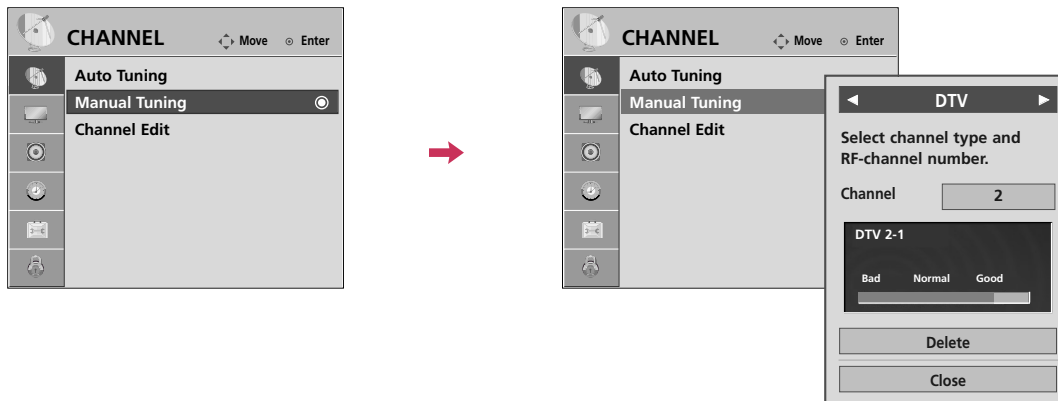 CHANNEL Move Enter
Auto Tuning
Manual Tuning
Channel Edit
CHANNEL Move Enter
Auto Tuning
Manual Tuning
Channel Edit
DTV
Select channel type and
RF-channel number.
Channel 2
DTV 2-1
Bad Normal Good
Delete
Close